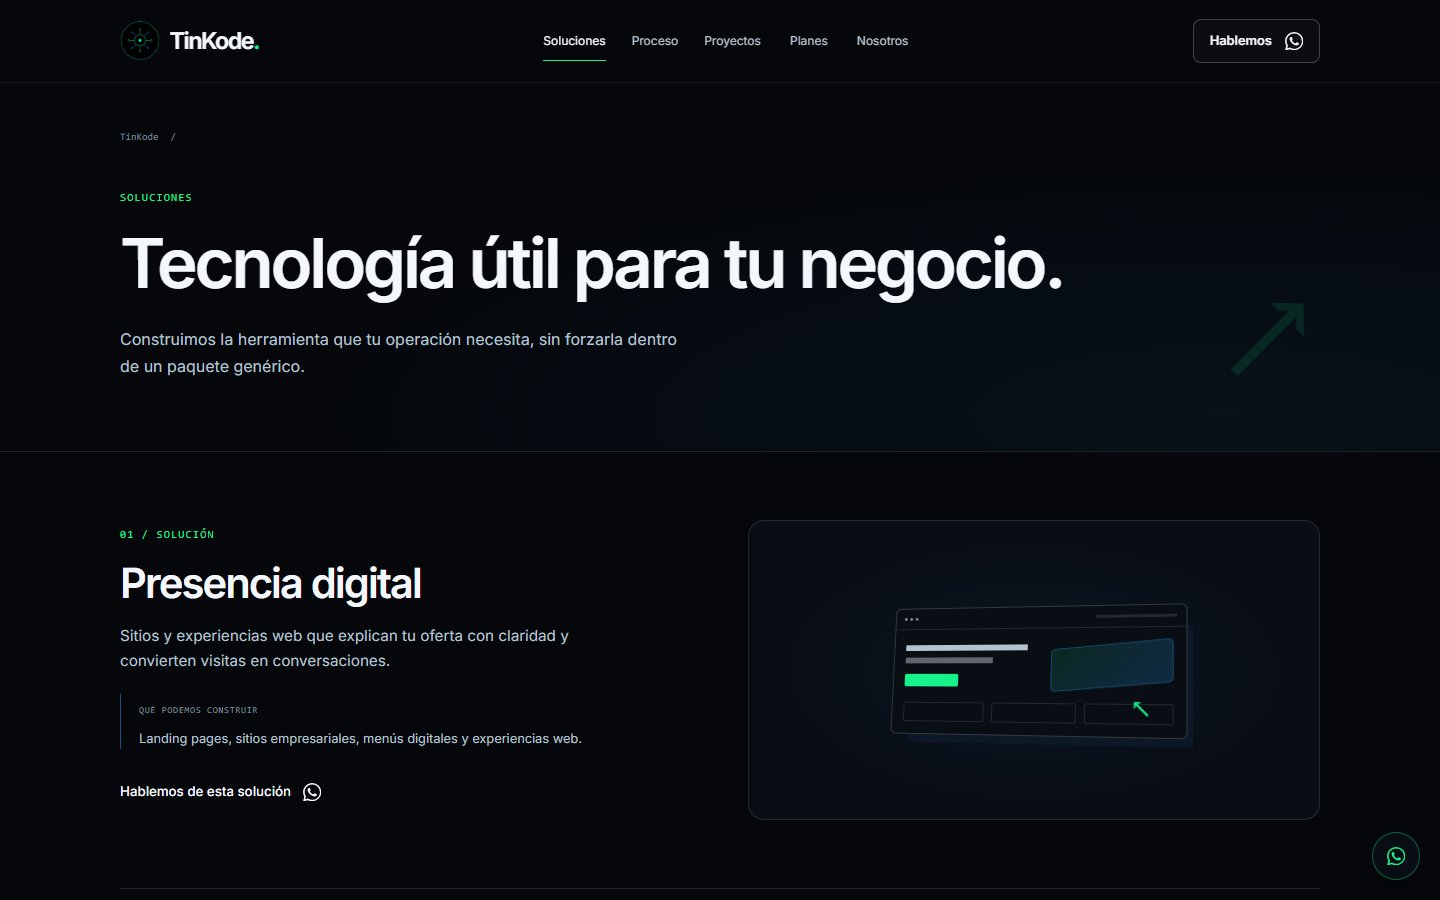 TinKode.
Soluciones
Proceso
Proyectos
Planes
Nosotros
Hablemos
TinKode /
SOLUCIONES
Tecnología útil para tu negocio.
Construimos la herramienta que tu operación necesita, sin forzarla dentro
de un paquete genérico.
01 / SOLUCIÓN
Presencia digital
Sitios y experiencias web que explican tu oferta con claridad y
convierten visitas en conversaciones.
QUÉ PODEMOS CONSTRUIR
Landing pages, sitios empresariales, menús digitales y experiencias web.
Hablemos de esta solución